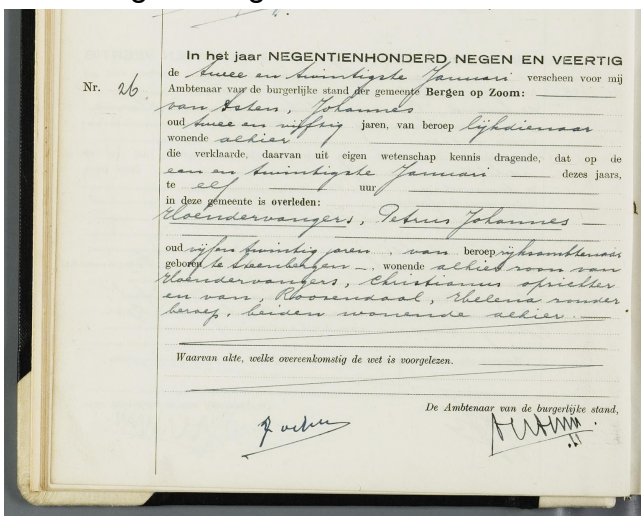 In het jaar NEGENTIENHONDERD NEGEN EN VEERTIG
de twee en twintigste Januari verscheen voor mij
Nr. 26
Ambtenaar van de burgerlijke stand der gemeente Bergen op Zoom:
van Osten, Johannes
oud twee en vijftig jaren, van beroep lijkdienaar
wonende alhier
die verklaarde, daarvan uit eigen wetenschap kennis dragende, dat op de
een en twintigste Januari dezes jaars,
te elf uur
in deze gemeente is overleden:
Hoendervangers, Petrus Johannes
oud vijf en twintig jaren, van beroep rijksambtenaar
geboren te Steenbergen, wonende alhier zoon van
Hoendervangers, Christianus oprichter
en van, Roosendaal, Helena zonder
beroep, beiden wonende alhier.
Waarvan akte, welke overeenkomstig de wet is voorgelezen.
De Ambtenaar van de burgerlijke stand,